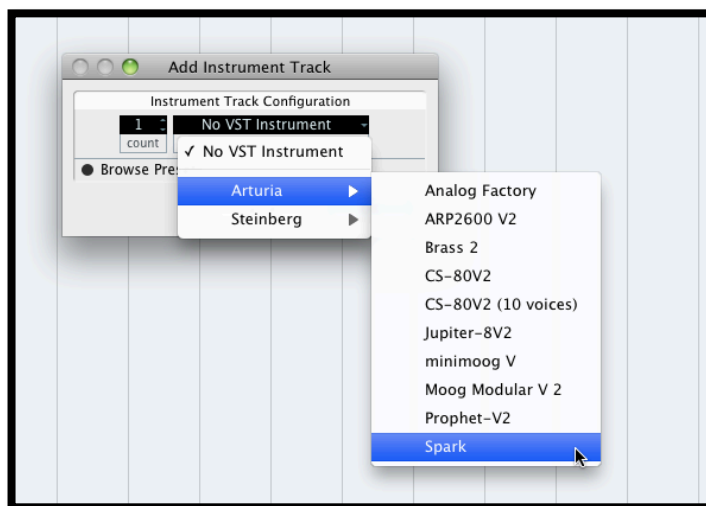 Add Instrument Track
Instrument Track Configuration
1 No VST Instrument
count
✓ No VST Instrument
Browse Pre
Arturia
Steinberg
Analog Factory
ARP2600 V2
Brass 2
CS-80V2
CS-80V2 (10 voices)
Jupiter-8V2
minimoog V
Moog Modular V 2
Prophet-V2
Spark